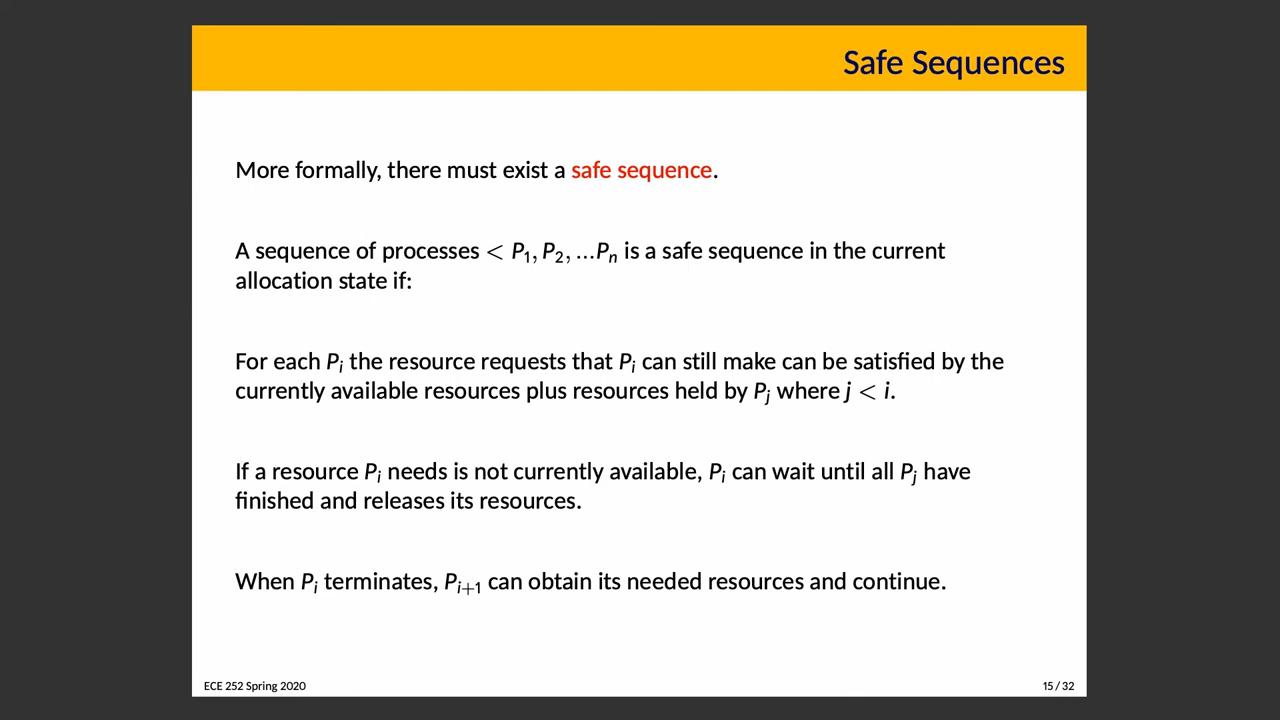 Safe Sequences
More formally, there must exist a safe sequence.
A sequence of processes < P₁, P₂, ...Pₙ is a safe sequence in the current
allocation state if:
For each Pᵢ the resource requests that Pᵢ can still make can be satisfied by the
currently available resources plus resources held by Pⱼ where j < i.
If a resource Pᵢ needs is not currently available, Pᵢ can wait until all Pⱼ have
finished and releases its resources.
When Pᵢ terminates, Pᵢ₊₁ can obtain its needed resources and continue.
ECE 252 Spring 2020
15 / 32